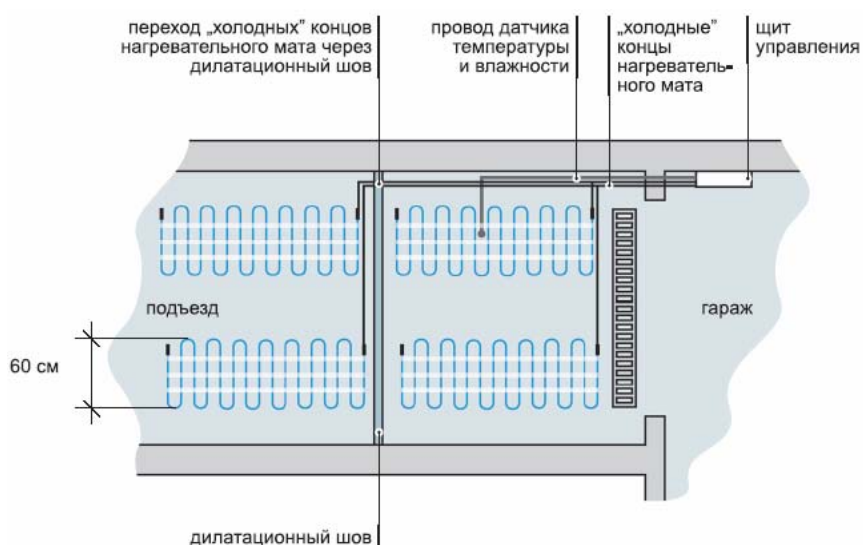 переход „холодных” концов
нагревательного мата через
дилатационный шов
провод датчика
температуры
и влажности
„холодные”
концы
нагреватель-
ного мата
щит
управления
подъезд
гараж
60 см
дилатационный шов